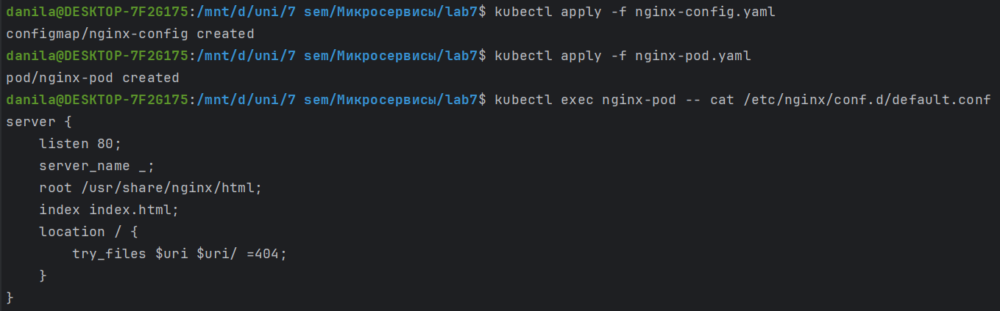 danila@DESKTOP-7F2G175:/mnt/d/uni/7 sem/Микросервисы/lab7$ kubectl apply -f nginx-config.yaml
configmap/nginx-config created
danila@DESKTOP-7F2G175:/mnt/d/uni/7 sem/Микросервисы/lab7$ kubectl apply -f nginx-pod.yaml
pod/nginx-pod created
danila@DESKTOP-7F2G175:/mnt/d/uni/7 sem/Микросервисы/lab7$ kubectl exec nginx-pod -- cat /etc/nginx/conf.d/default.conf
server {
    listen 80;
    server_name _;
    root /usr/share/nginx/html;
    index index.html;
    location / {
        try_files $uri $uri/ =404;
    }
}